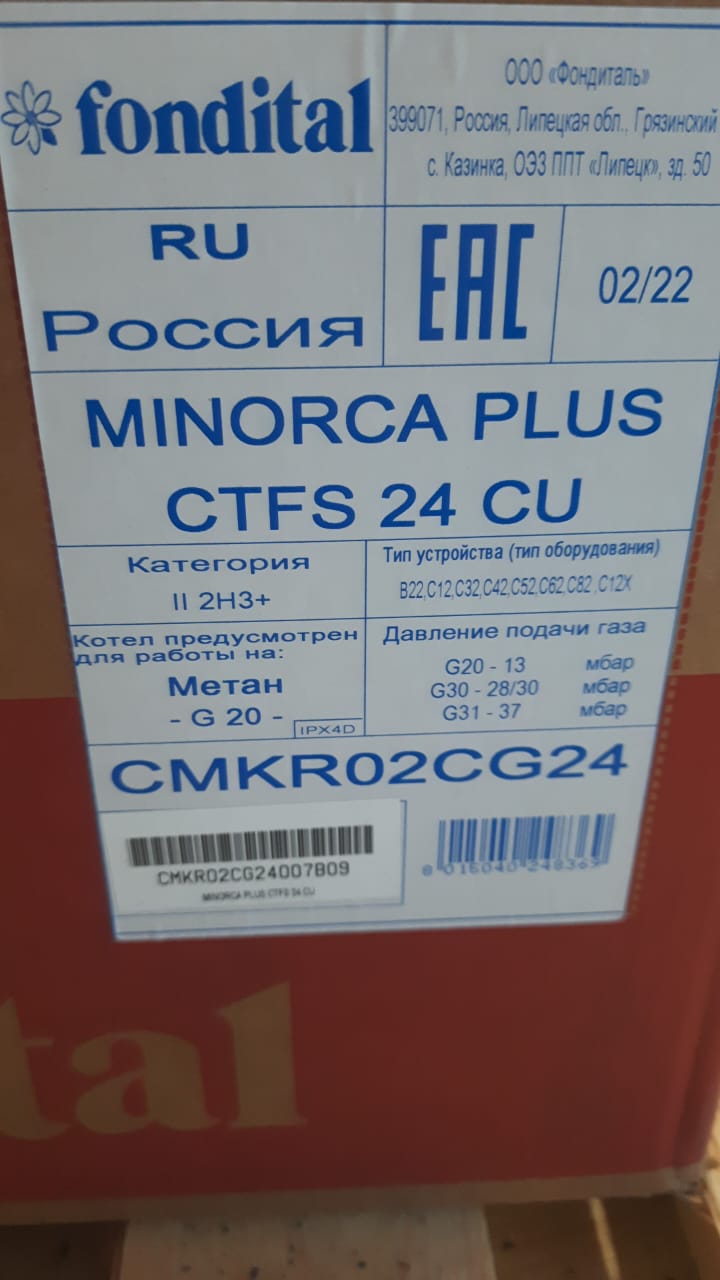 fondital
ООО «Фондиталь»
399071, Россия, Липецкая обл., Грязинский
с. Казинка, ОЭЗ ППТ «Липецк», зд. 50
RU
Россия
EAC
02/22
MINORCA PLUS
CTFS 24 CU
Категория
II 2H3+
Тип устройства (тип оборудования)
B22,C12,C32,C42,C52,C62,C82 ,C12X
Котел предусмотрен
для работы на:
Метан
- G 20 -
IPX4D
Давление подачи газа
G20 - 13 мбар
G30 - 28/30 мбар
G31 - 37 мбар
CMKR02CG24
CMKR02CG24007B09
MINORCA PLUS CTFS 24 CU
8 016040 248369
tal